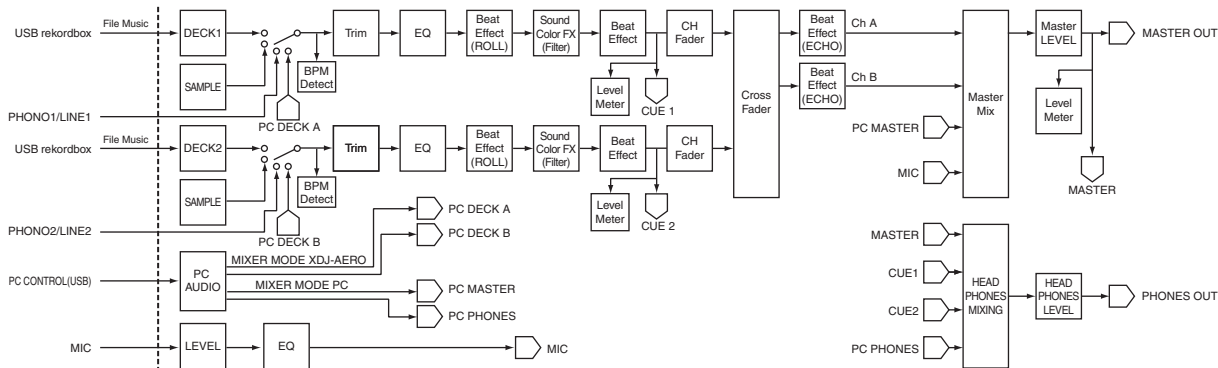 USB rekordbox
File Music
DECK1
SAMPLE
BPM
Detect
Trim
EQ
Beat
Effect
(ROLL)
Sound
Color FX
(Filter)
Beat
Effect
Level
Meter
CUE 1
CH
Fader
Cross
Fader
Beat
Effect
(ECHO)
Ch A
Beat
Effect
(ECHO)
Ch B
PC MASTER
MIC
Master
Mix
Master
LEVEL
Level
Meter
MASTER OUT
MASTER
PHONO1/LINE1
PC DECK A
USB rekordbox
File Music
DECK2
SAMPLE
BPM
Detect
Trim
EQ
Beat
Effect
(ROLL)
Sound
Color FX
(Filter)
Beat
Effect
Level
Meter
CUE 2
CH
Fader
PHONO2/LINE2
PC DECK B
PC CONTROL(USB)
PC
AUDIO
MIXER MODE XDJ-AERO
MIXER MODE PC
PC DECK A
PC DECK B
PC MASTER
PC PHONES
MIC
LEVEL
EQ
MIC
MASTER
CUE1
CUE2
PC PHONES
HEAD
PHONES
MIXING
HEAD
PHONES
LEVEL
PHONES OUT